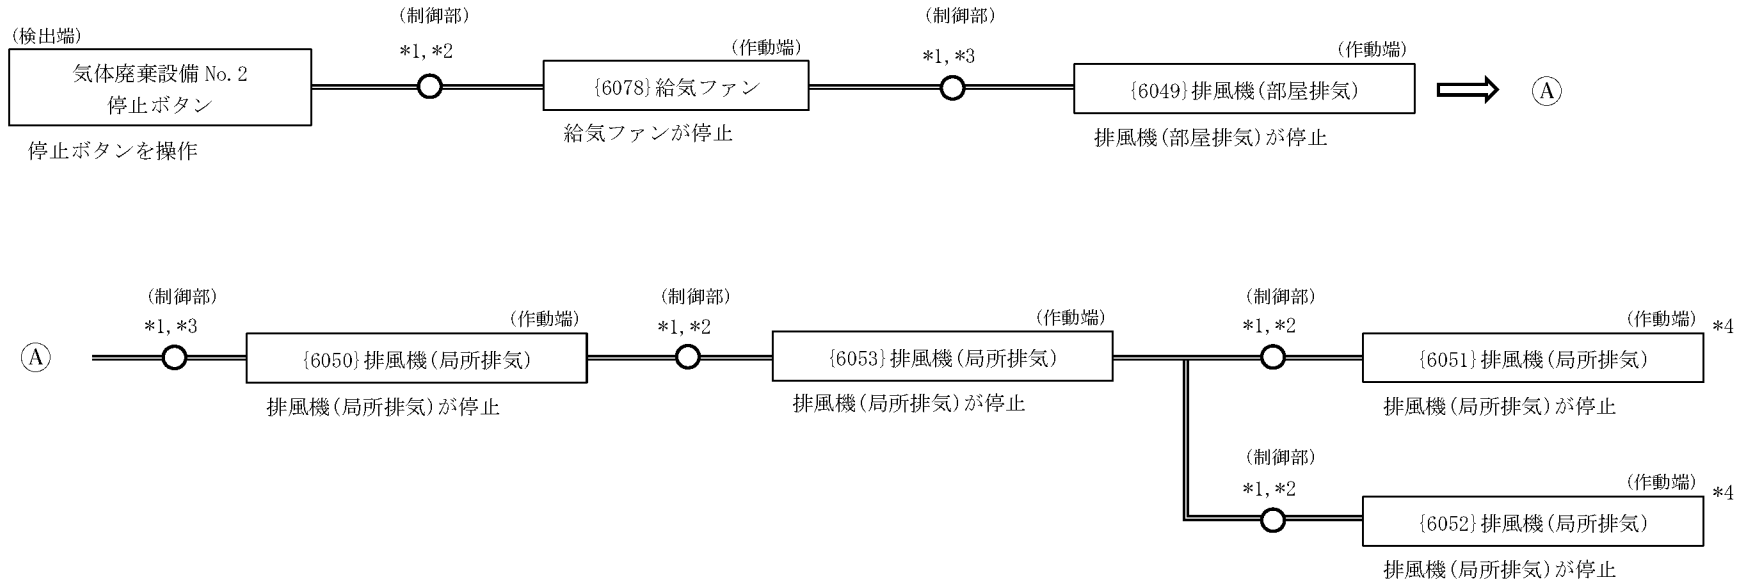 (検出端)
気体廃棄設備 No. 2
停止ボタン
停止ボタンを操作
(制御部)
*1, *2
(作動端)
{6078}給気ファン
給気ファンが停止
(制御部)
*1, *3
(作動端)
{6049}排風機(部屋排気)
排風機(部屋排気)が停止
Ⓐ
Ⓐ
(制御部)
*1, *3
(作動端)
{6050}排風機(局所排気)
排風機(局所排気)が停止
(制御部)
*1, *2
(作動端)
{6053}排風機(局所排気)
排風機(局所排気)が停止
(制御部)
*1, *2
(作動端) *4
{6051}排風機(局所排気)
排風機(局所排気)が停止
(制御部)
*1, *2
(作動端) *4
{6052}排風機(局所排気)
排風機(局所排気)が停止